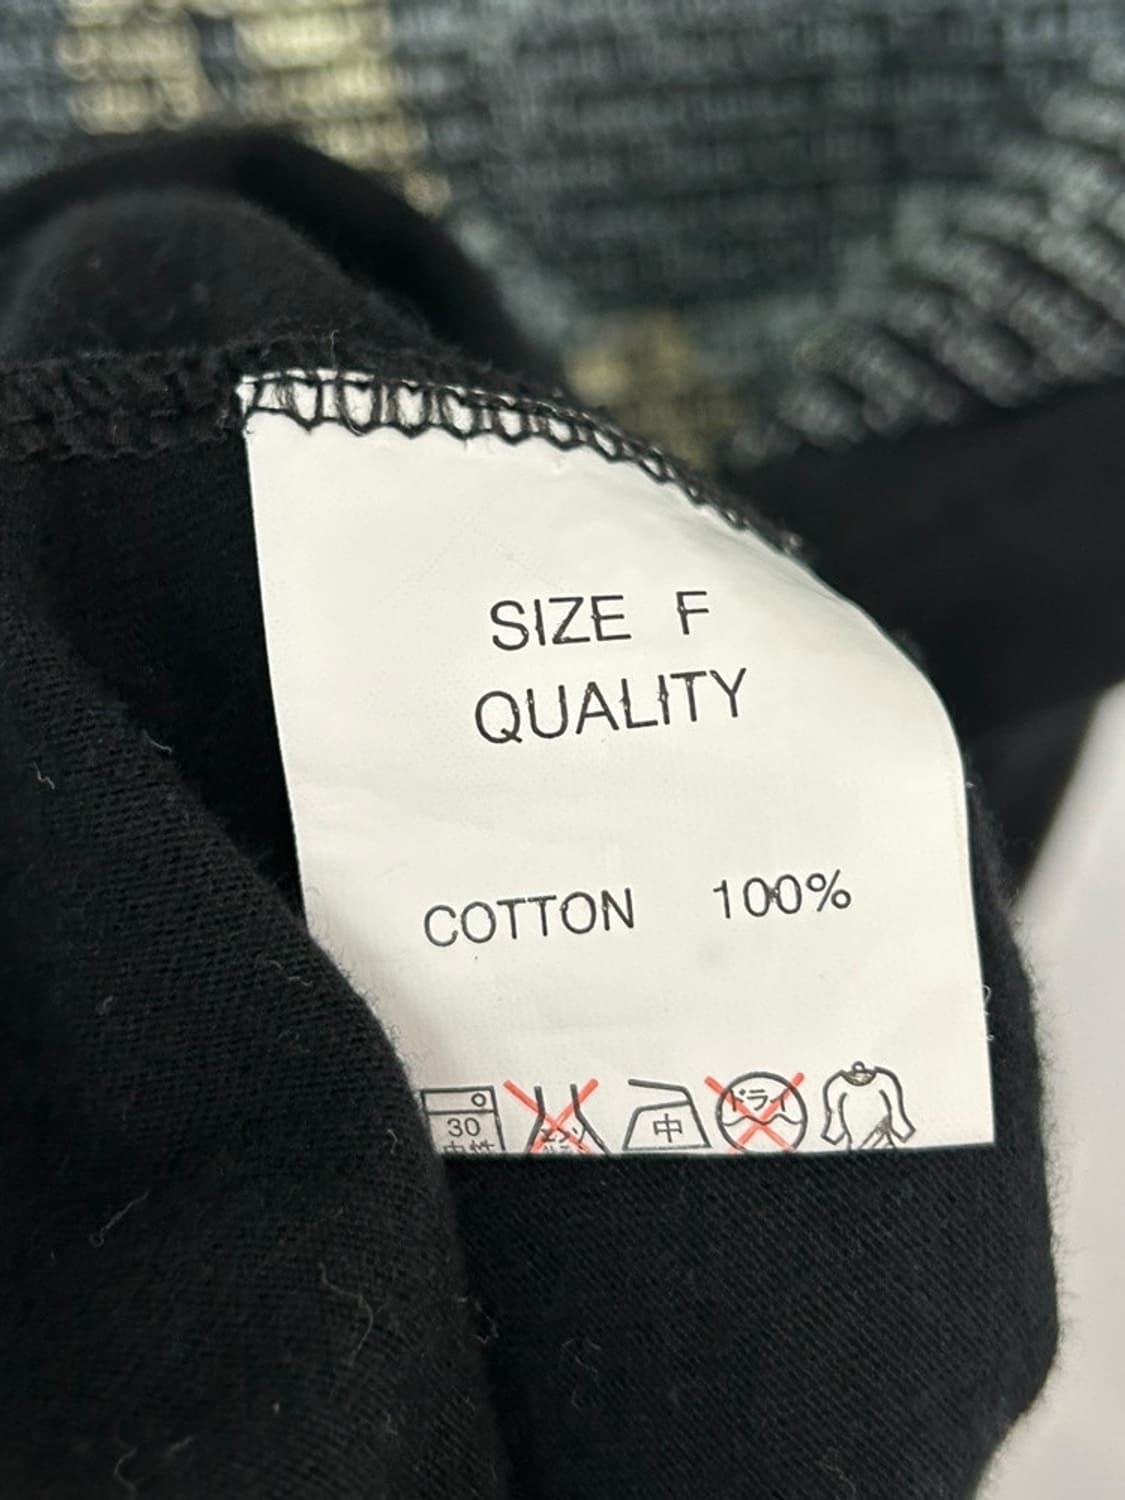 SIZE F
QUALITY
COTTON 100%
30 中 ドライ